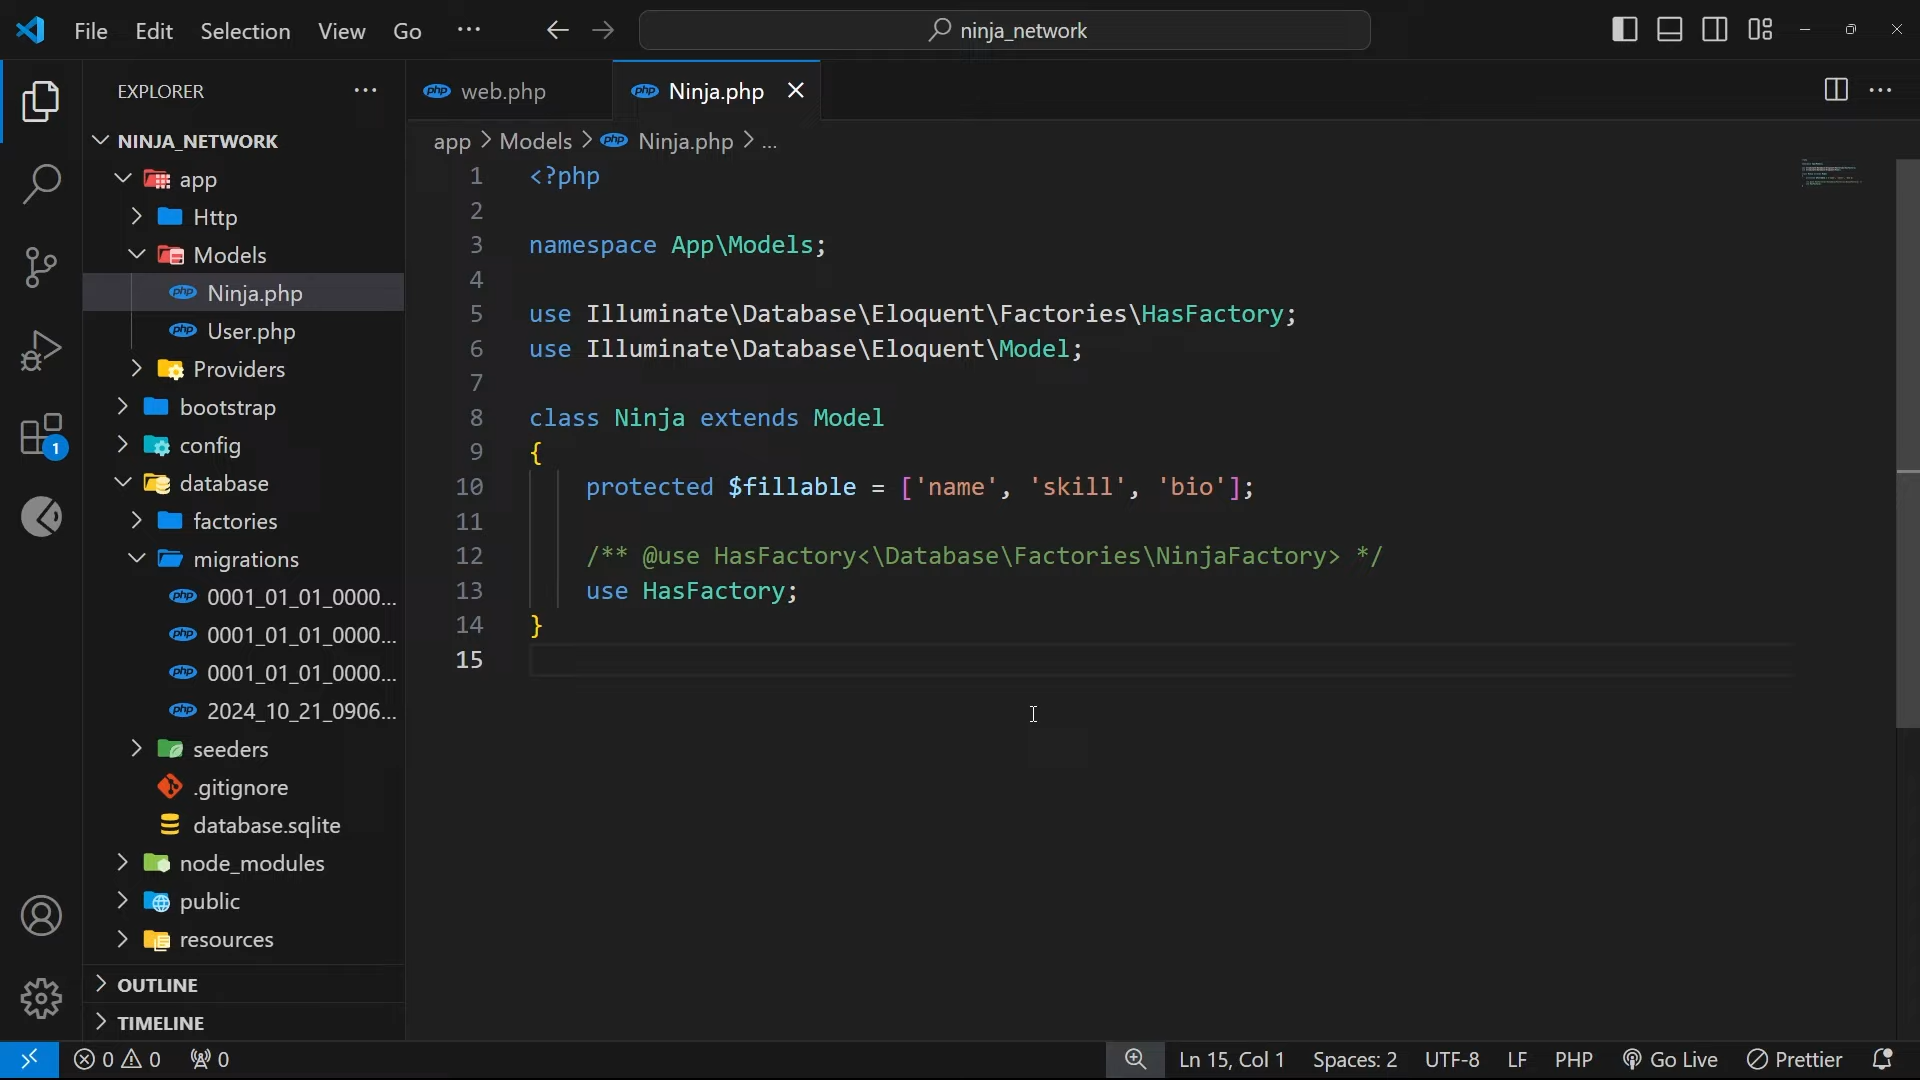 File Edit Selection View Go ... ninja_network
EXPLORER ...
NINJA_NETWORK
app
Http
Models
Ninja.php
User.php
Providers
bootstrap
config
database
factories
migrations
0001_01_01_0000...
0001_01_01_0000...
0001_01_01_0000...
2024_10_21_0906...
seeders
.gitignore
database.sqlite
node_modules
public
resources
OUTLINE
TIMELINE
1
php web.php php Ninja.php
app > Models > php Ninja.php > ...
1 <?php
2
3 namespace App\Models;
4
5 use Illuminate\Database\Eloquent\Factories\HasFactory;
6 use Illuminate\Database\Eloquent\Model;
7
8 class Ninja extends Model
9 {
10 protected $fillable = ['name', 'skill', 'bio'];
11
12 /** @use HasFactory<\Database\Factories\NinjaFactory> */
13 use HasFactory;
14 }
15
0 0 0 Ln 15, Col 1 Spaces: 2 UTF-8 LF PHP Go Live Prettier